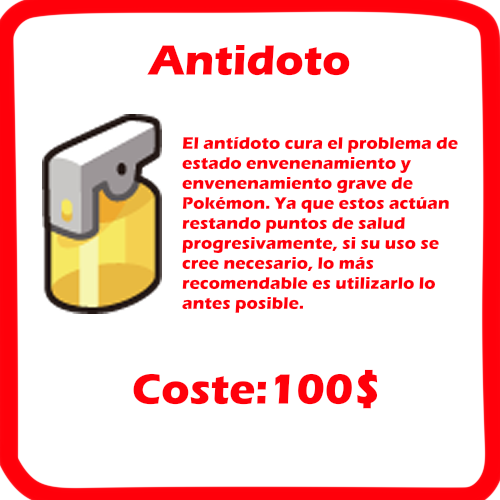 Antidoto
El antídoto cura el problema de
estado envenenamiento y
envenenamiento grave de
Pokémon. Ya que estos actúan
restando puntos de salud
progresivamente, si su uso se
cree necesario, lo más
recomendable es utilizarlo lo
antes posible.
Coste:100$